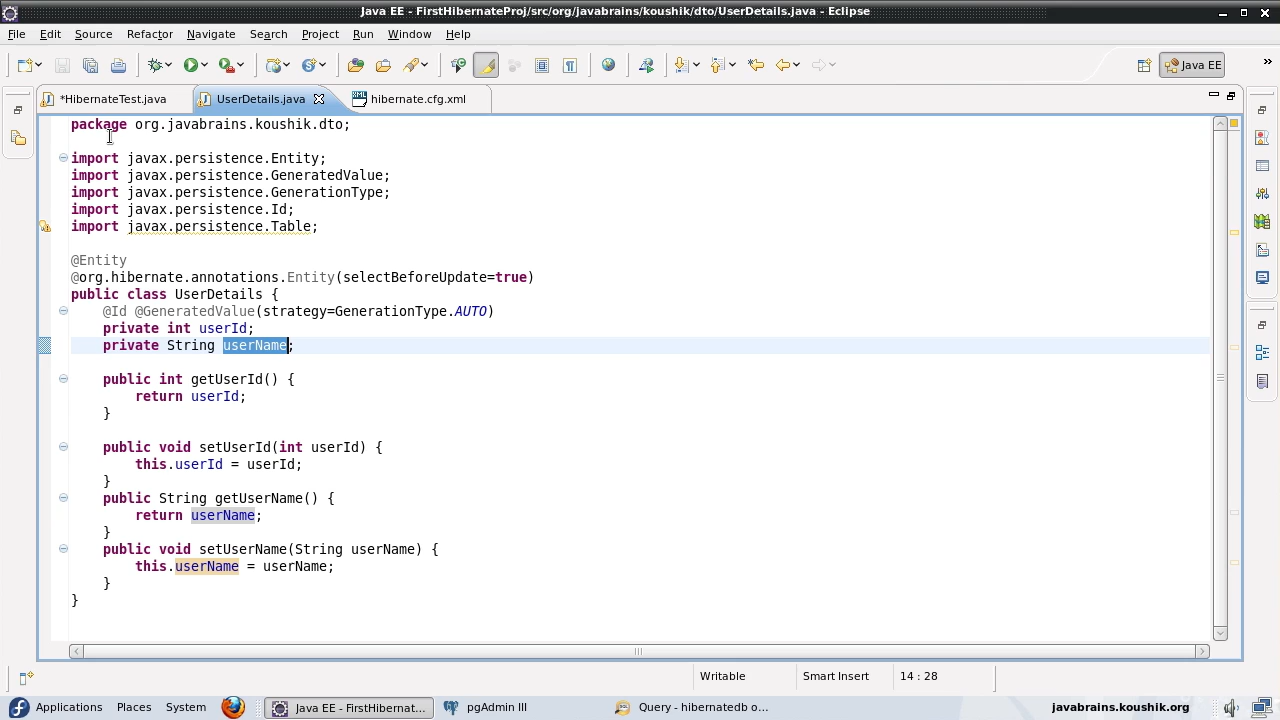 Java EE - FirstHibernateProj/src/org/javabrains/koushik/dto/UserDetails.java - Eclipse
File Edit Source Refactor Navigate Search Project Run Window Help
Java EE
*HibernateTest.java UserDetails.java hibernate.cfg.xml
package org.javabrains.koushik.dto;
import javax.persistence.Entity;
import javax.persistence.GeneratedValue;
import javax.persistence.GenerationType;
import javax.persistence.Id;
import javax.persistence.Table;
@Entity
@org.hibernate.annotations.Entity(selectBeforeUpdate=true)
public class UserDetails {
@Id @GeneratedValue(strategy=GenerationType.AUTO)
private int userId;
private String userName;
public int getUserId() {
return userId;
}
public void setUserId(int userId) {
this.userId = userId;
}
public String getUserName() {
return userName;
}
public void setUserName(String userName) {
this.userName = userName;
}
}
Writable Smart Insert 14 : 28
Applications Places System Java EE - FirstHibernat... pgAdmin III Query - hibernatedb o... javabrains.koushik.org